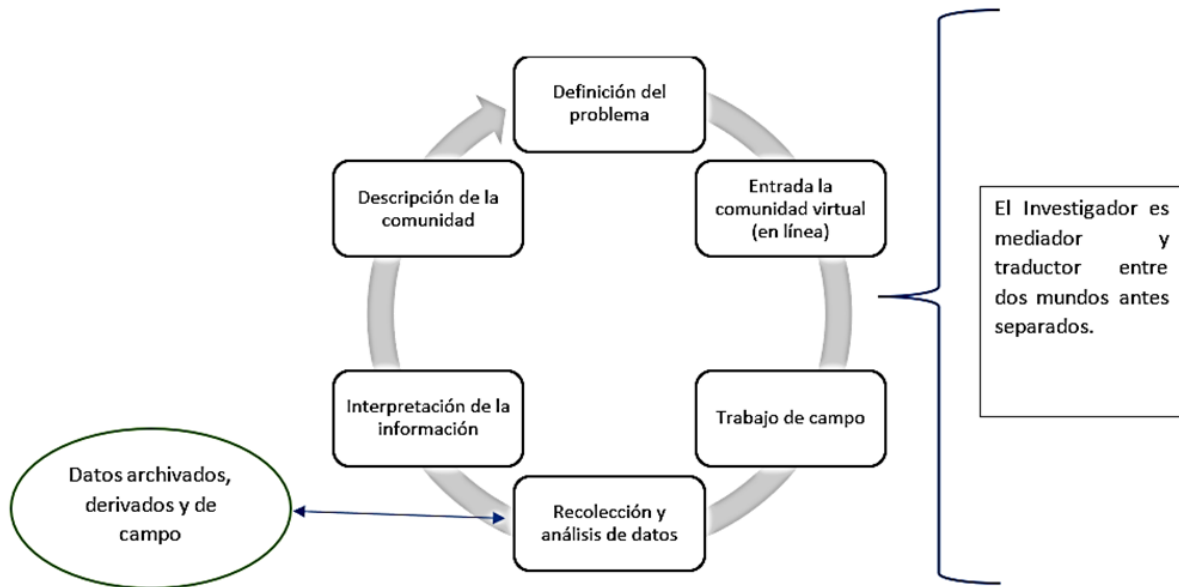 Definición del
problema
Entrada la
comunidad virtual
(en línea)
Trabajo de campo
Recolección y
análisis de datos
Interpretación de la
información
Descripción de la
comunidad
Datos archivados,
derivados y de
campo
El Investigador es
mediador y
traductor entre
dos mundos antes
separados.